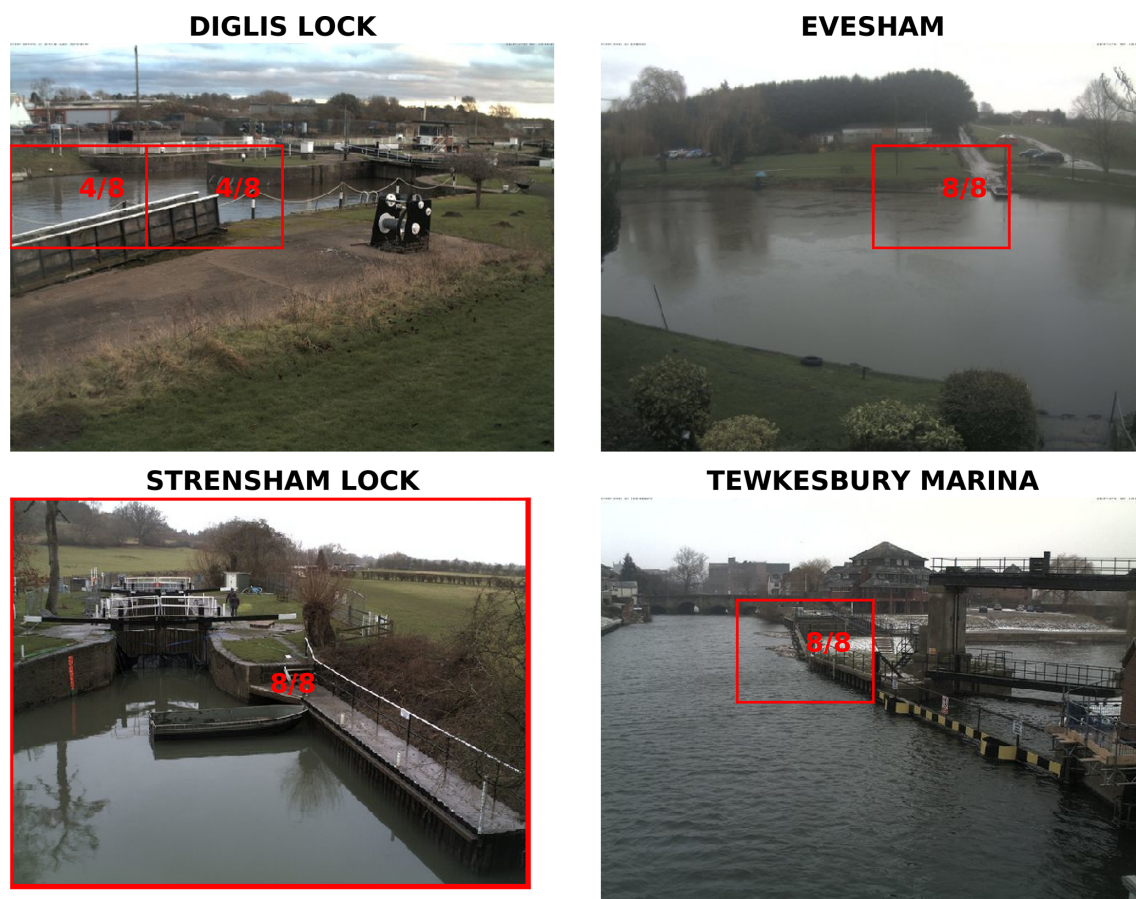 DIGLIS LOCK
EVESHAM
4/8 4/8
8/8
STRENSHAM LOCK
TEWKESBURY MARINA
8/8
8/8